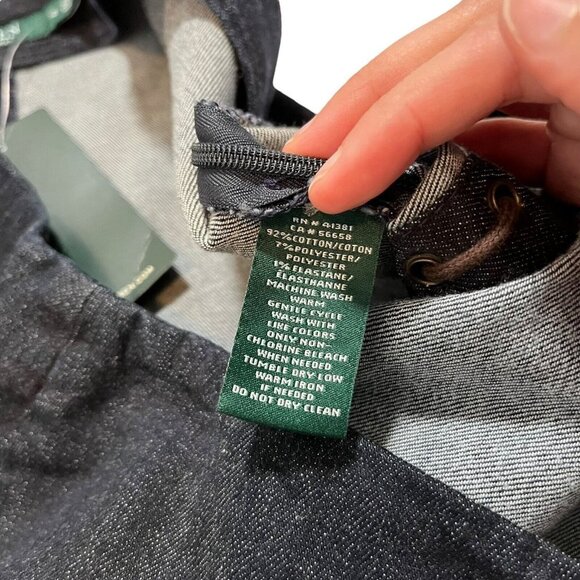 RN # 41381
CA # 56658
92%COTTON/COTON
7%POLYESTER/
POLYESTER
1% ELASTANE/
ÉLASTHANNE
MACHINE WASH
WARM
GENTLE CYCLE
WASH WITH
LIKE COLORS
ONLY NON-
CHLORINE BLEACH
WHEN NEEDED
TUMBLE DRY LOW
WARM IRON
IF NEEDED
DO NOT DRY CLEAN